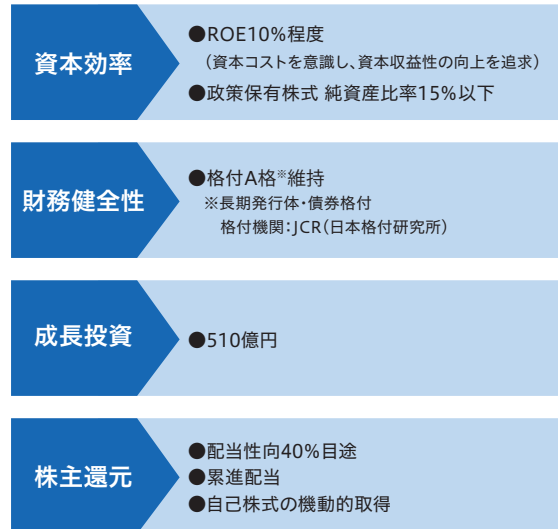 資本効率
●ROE10%程度
（資本コストを意識し、資本収益性の向上を追求）
●政策保有株式 純資産比率15%以下
財務健全性
●格付A格※維持
※長期発行体・債券格付
格付機関：JCR（日本格付研究所）
成長投資
●510億円
株主還元
●配当性向40%目途
●累進配当
●自己株式の機動的取得